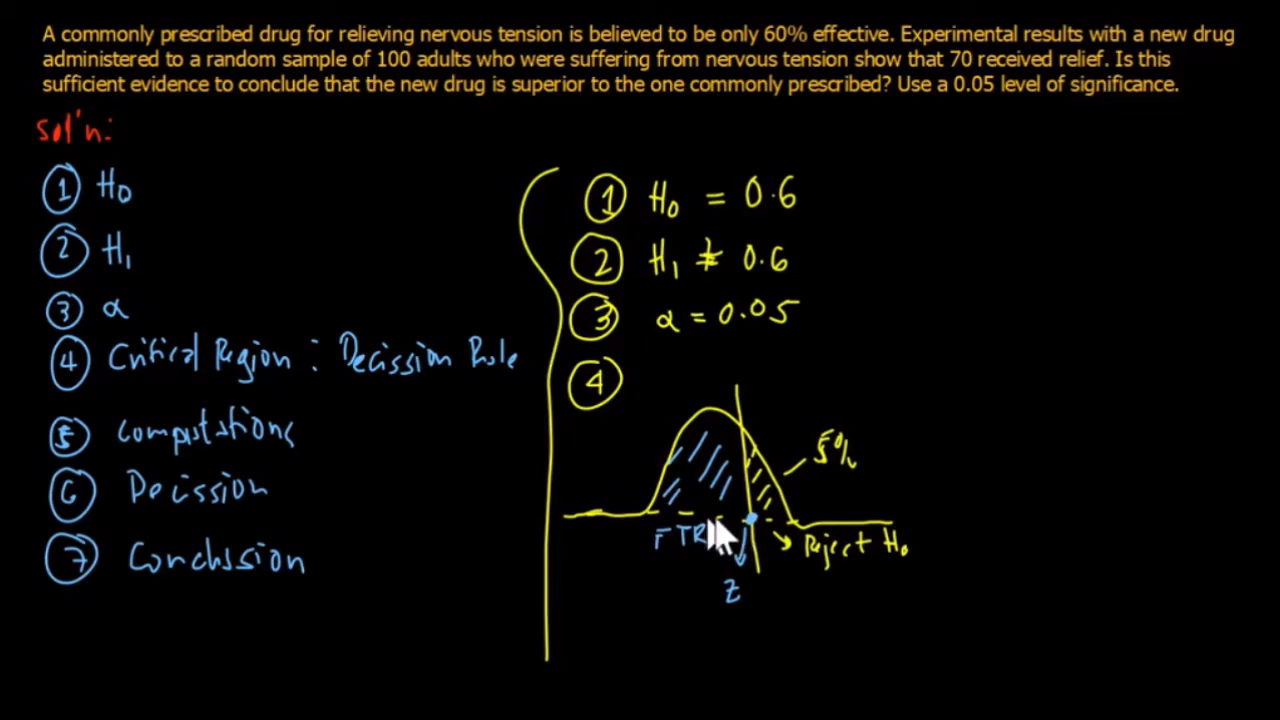 A commonly prescribed drug for relieving nervous tension is believed to be only 60% effective. Experimental results with a new drug
administered to a random sample of 100 adults who were suffering from nervous tension show that 70 received relief. Is this
sufficient evidence to conclude that the new drug is superior to the one commonly prescribed? Use a 0.05 level of significance.
Sol'n:
① H₀
② H₁
③ α
④ Critical Region : Decission Rule
⑤ Computations
⑥ Decission
⑦ Conclusion
① H₀ = 0.6
② H₁ ≠ 0.6
③ α = 0.05
④
5%
FTR
Reject H₀
Z